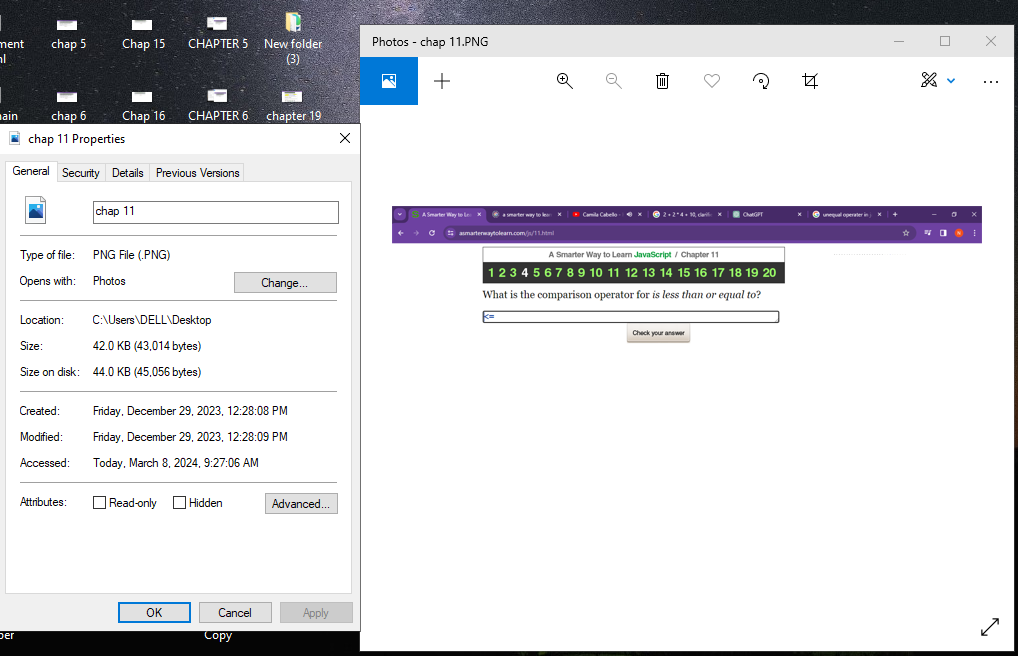 ment
chap 5
Chap 15
CHAPTER 5
New folder
(3)
chap 6
Chap 16
CHAPTER 6
chapter 19
chap 11 Properties
General
Security
Details
Previous Versions
chap 11
Type of file:
PNG File (.PNG)
Opens with:
Photos
Change...
Location:
C:\Users\DELL\Desktop
Size:
42.0 KB (43,014 bytes)
Size on disk:
44.0 KB (45,056 bytes)
Created:
Friday, December 29, 2023, 12:28:08 PM
Modified:
Friday, December 29, 2023, 12:28:09 PM
Accessed:
Today, March 8, 2024, 9:27:06 AM
Attributes:
Read-only
Hidden
Advanced...
OK
Cancel
Apply
Copy
Photos - chap 11.PNG
A Smarter Way to Lea
a smarter way to lear
Camila Cabello -
2 + 2 * 4 + 10, clarifi
ChatGPT
unequal operator in j
asmarterwaytolearn.com/js/11.html
A Smarter Way to Learn JavaScript / Chapter 11
1 2 3 4 5 6 7 8 9 10 11 12 13 14 15 16 17 18 19 20
What is the comparison operator for is less than or equal to?
<=
Check your answer